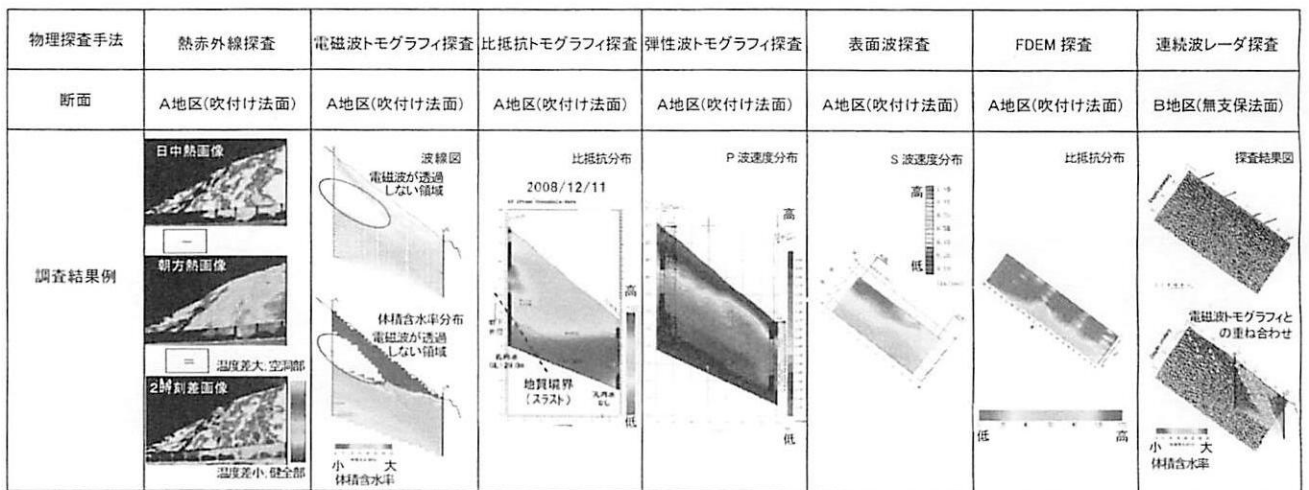 物理探査手法
熱赤外線探査
電磁波トモグラフィ探査
比抵抗トモグラフィ探査
弾性波トモグラフィ探査
表面波探査
FDEM 探査
連続波レーダ探査
断面
A地区(吹付け法面)
A地区(吹付け法面)
A地区(吹付け法面)
A地区(吹付け法面)
A地区(吹付け法面)
A地区(吹付け法面)
B地区(無支保法面)
調査結果例
日中熱画像
－
朝方熱画像
＝
温度差大、空洞部
2時刻差画像
温度差小、健全部
波線図
電磁波が透過
しない領域
体積含水率分布
電磁波が透過
しない領域
小 大
体積含水率
比抵抗分布
2008/12/11
高
地質境界
(スラスト)
孔内水
なし
低
P 波速度分布
高
低
S 波速度分布
高
低
比抵抗分布
低 高
探査結果図
電磁波トモグラフィと
の重ね合わせ
小 大
体積含水率